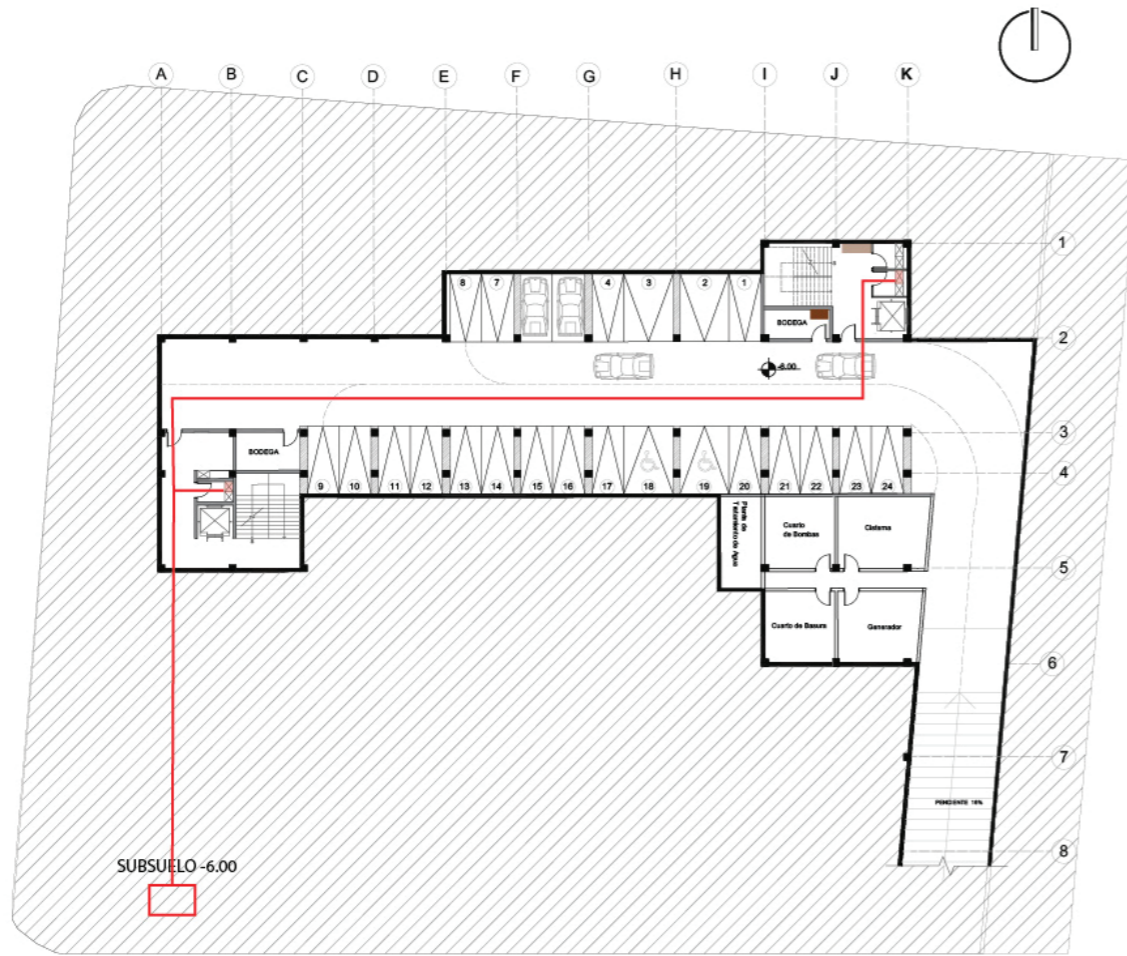 A B C D E F G H I J K
1
8 7 4 3 2 1
BODEGA
2
-6.00
3
BODEGA
4
9 10 11 12 13 14 15 16 17 18 19 20 21 22 23 24
Planta de
Tratamiento de Agua
Cuarto
de Bombas
Cisterna
5
Cuarto de Basura
Generador
6
7
PENDIENTE 18%
8
SUBSUELO -6.00